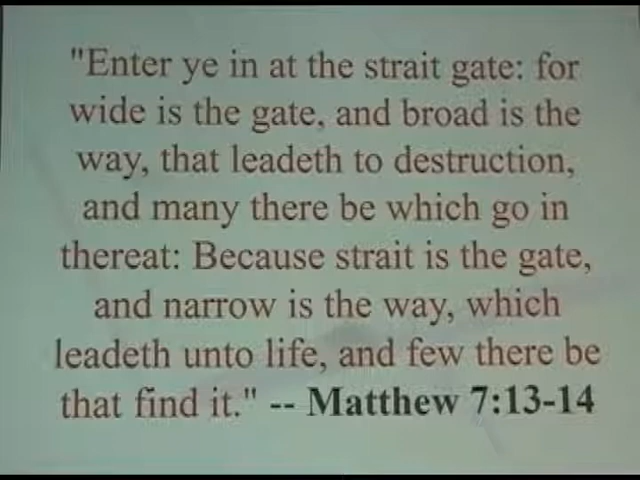 "Enter ye in at the strait gate: for
wide is the gate, and broad is the
way, that leadeth to destruction,
and many there be which go in
thereat: Because strait is the gate,
and narrow is the way, which
leadeth unto life, and few there be
that find it." -- Matthew 7:13-14